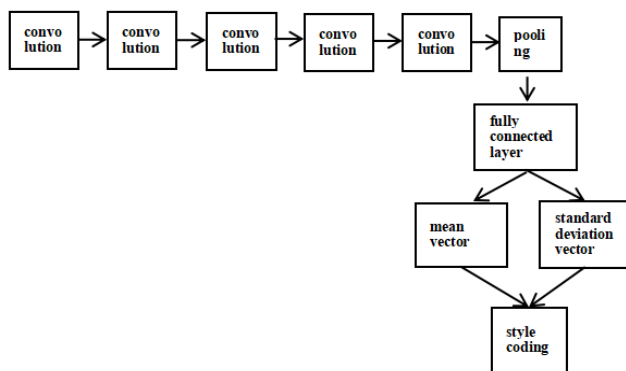 convo
lution
convo
lution
convo
lution
convo
lution
convo
lution
pooli
ng
fully
connected
layer
mean
vector
standard
deviation
vector
style
coding